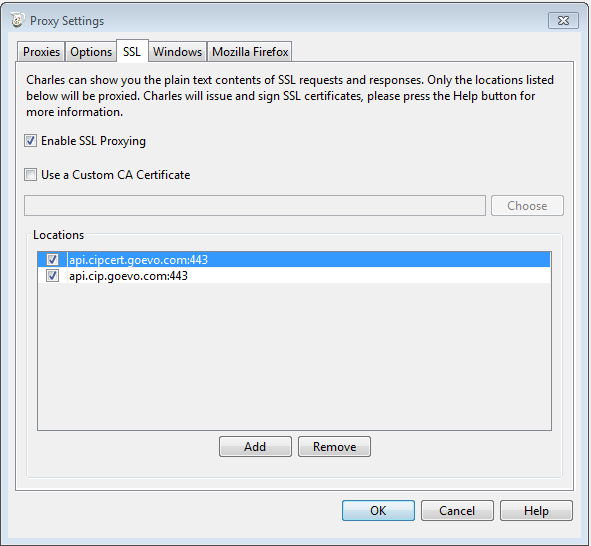 Proxy Settings
Proxies Options SSL Windows Mozilla Firefox
Charles can show you the plain text contents of SSL requests and responses. Only the locations listed
below will be proxied. Charles will issue and sign SSL certificates, please press the Help button for
more information.
Enable SSL Proxying
Use a Custom CA Certificate
Choose
Locations
api.cipcert.goevo.com:443
api.cip.goevo.com:443
Add Remove
OK Cancel Help